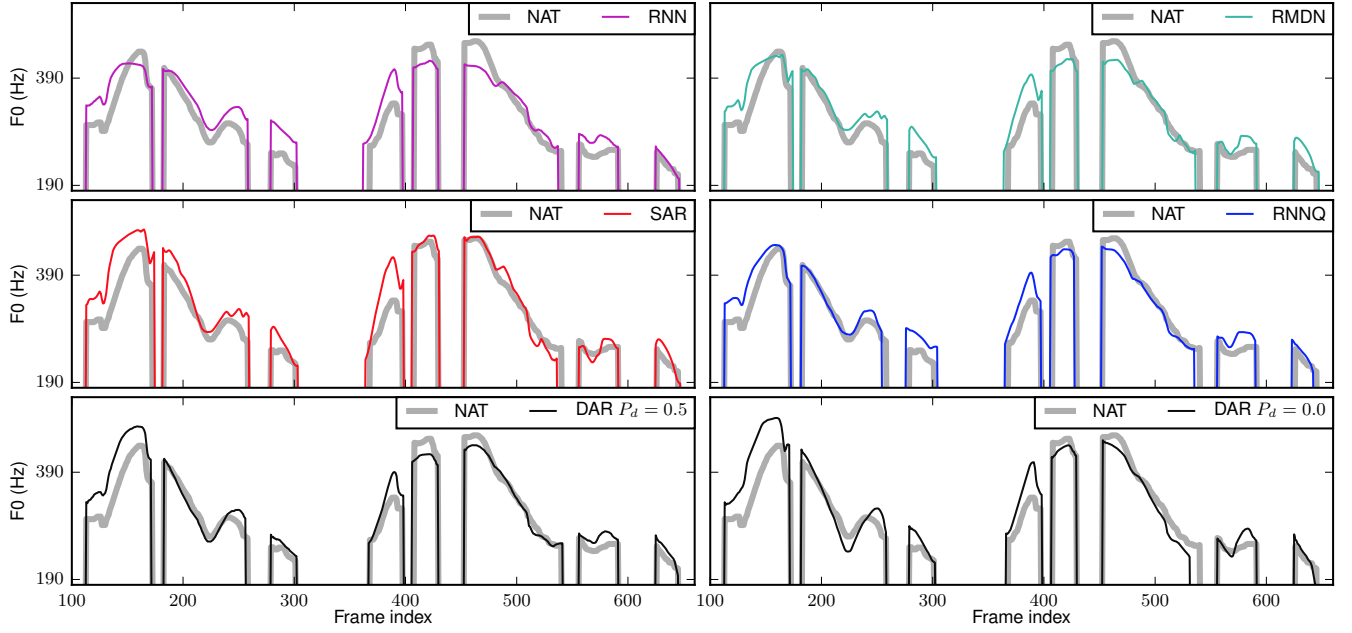 NAT RNN
NAT RMDN
F0 (Hz)
390
190
NAT SAR
NAT RNNQ
F0 (Hz)
390
190
NAT DAR P_d = 0.5
NAT DAR P_d = 0.0
F0 (Hz)
390
190
100 200 300 400 500 600
100 200 300 400 500 600
Frame index
Frame index